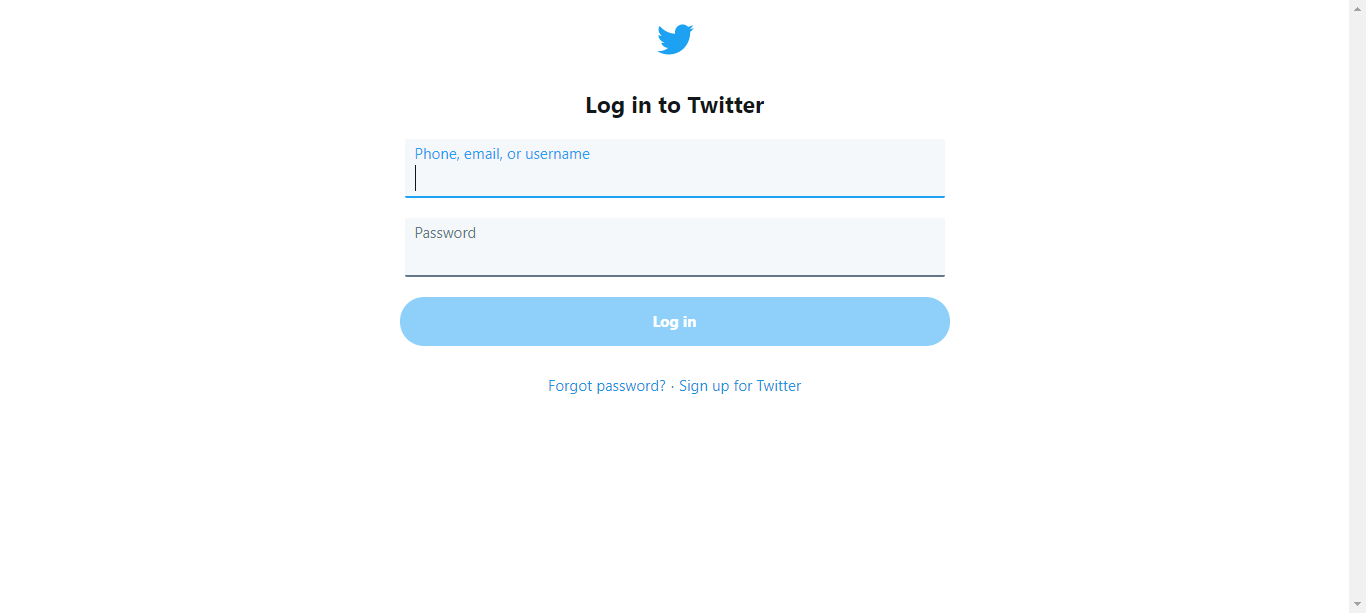 Log in to Twitter
Phone, email, or username
Password
Log in
Forgot password? · Sign up for Twitter